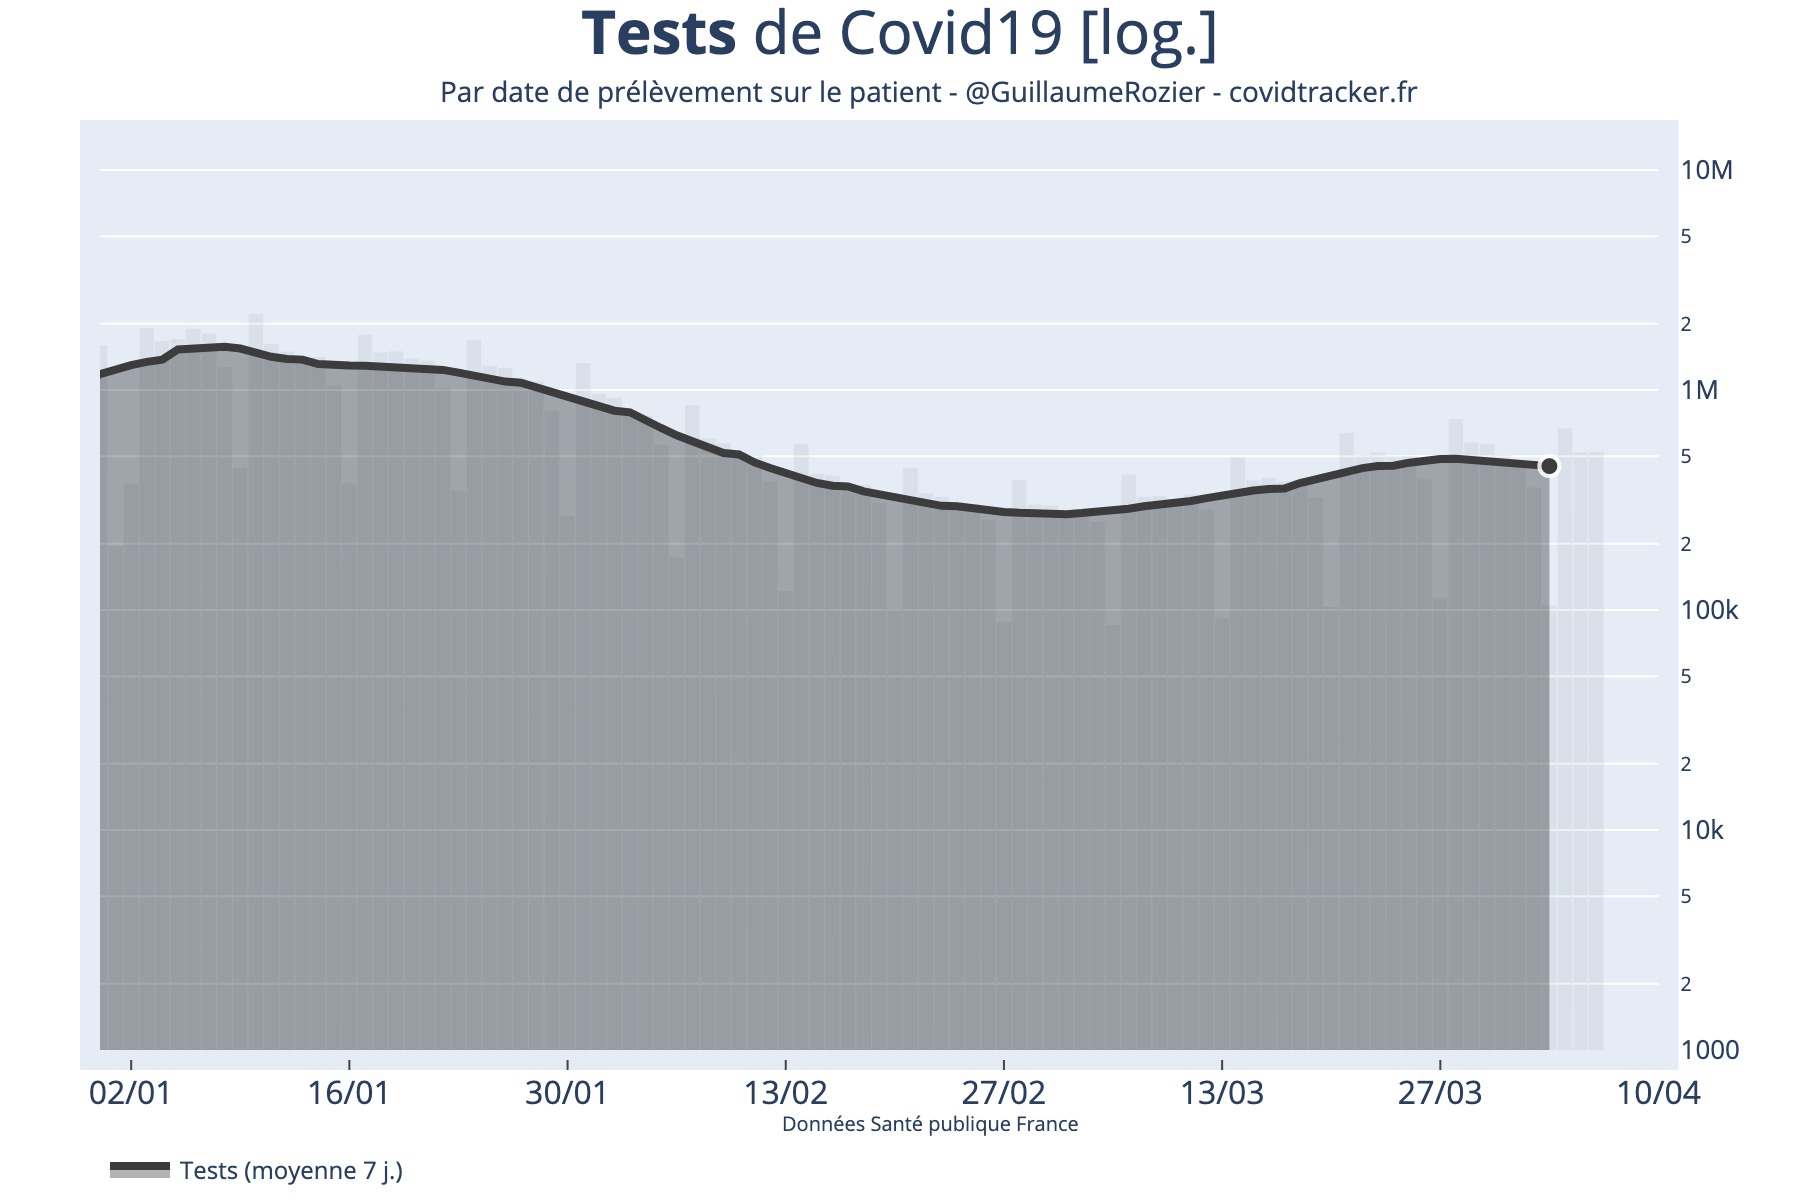 Tests de Covid19 [log.]
Par date de prélèvement sur le patient - @GuillaumeRozier - covidtracker.fr
10M
5
2
1M
5
2
100k
5
2
10k
5
2
1000
02/01 16/01 30/01 13/02 27/02 13/03 27/03 10/04
Données Santé publique France
Tests (moyenne 7 j.)